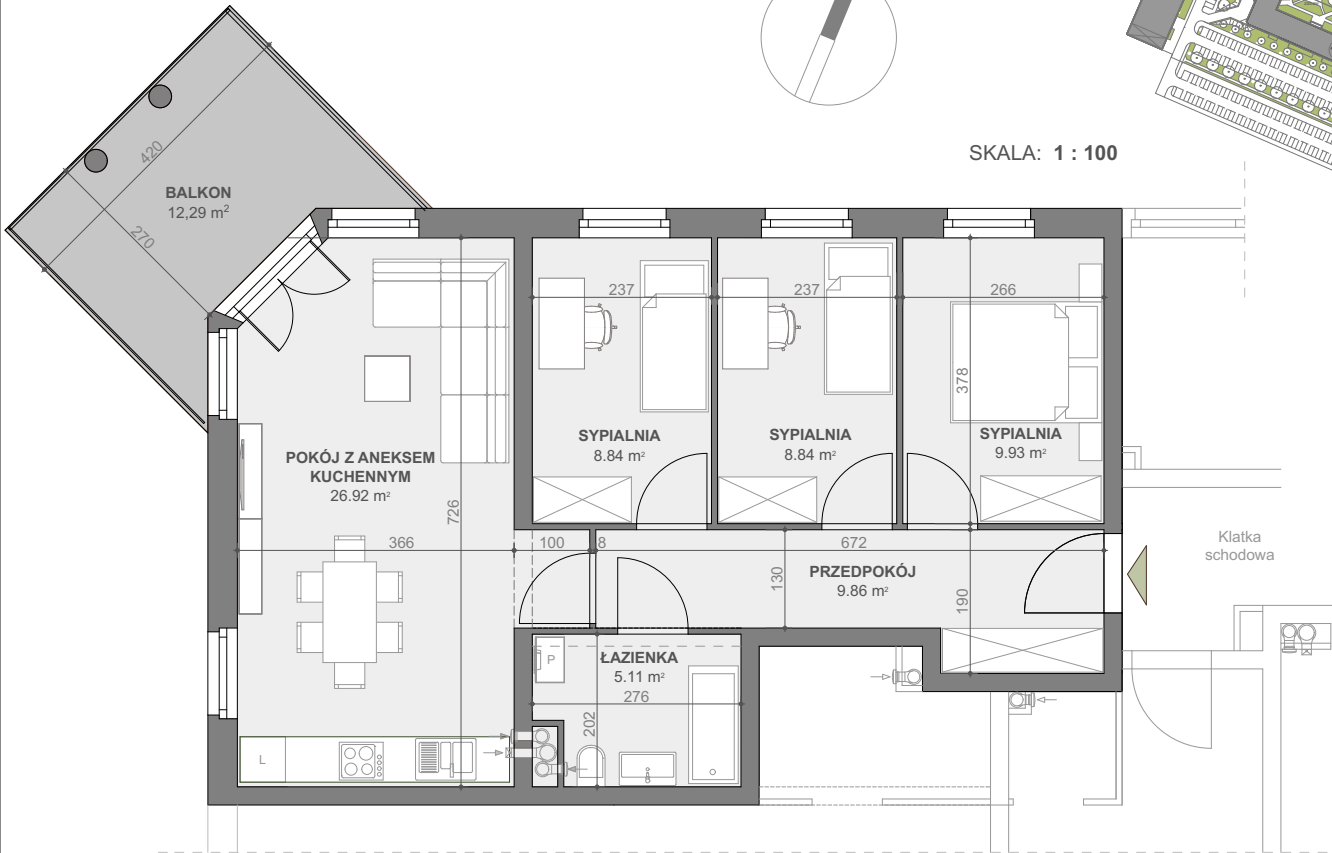 SKALA: 1 : 100
420
BALKON
12,29 m²
270
237
237
266
378
SYPIALNIA
8.84 m²
SYPIALNIA
8.84 m²
SYPIALNIA
9.93 m²
POKÓJ Z ANEKSEM
KUCHENNYM
26.92 m²
726
366
100
8
672
Klatka
schodowa
130
PRZEDPOKÓJ
9.86 m²
190
P
ŁAZIENKA
5.11 m²
276
202
L